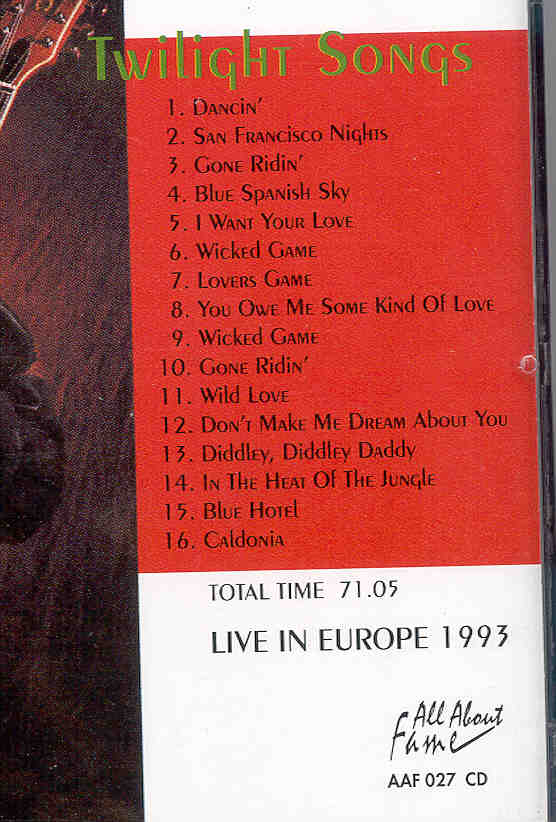 Twilight Songs
1. Dancin'
2. San Francisco Nights
3. Gone Ridin'
4. Blue Spanish Sky
5. I Want Your Love
6. Wicked Game
7. Lovers Game
8. You Owe Me Some Kind Of Love
9. Wicked Game
10. Gone Ridin'
11. Wild Love
12. Don't Make Me Dream About You
13. Diddley, Diddley Daddy
14. In The Heat Of The Jungle
15. Blue Hotel
16. Caldonia
TOTAL TIME 71.05
LIVE IN EUROPE 1993
All About
Fame
AAF 027 CD